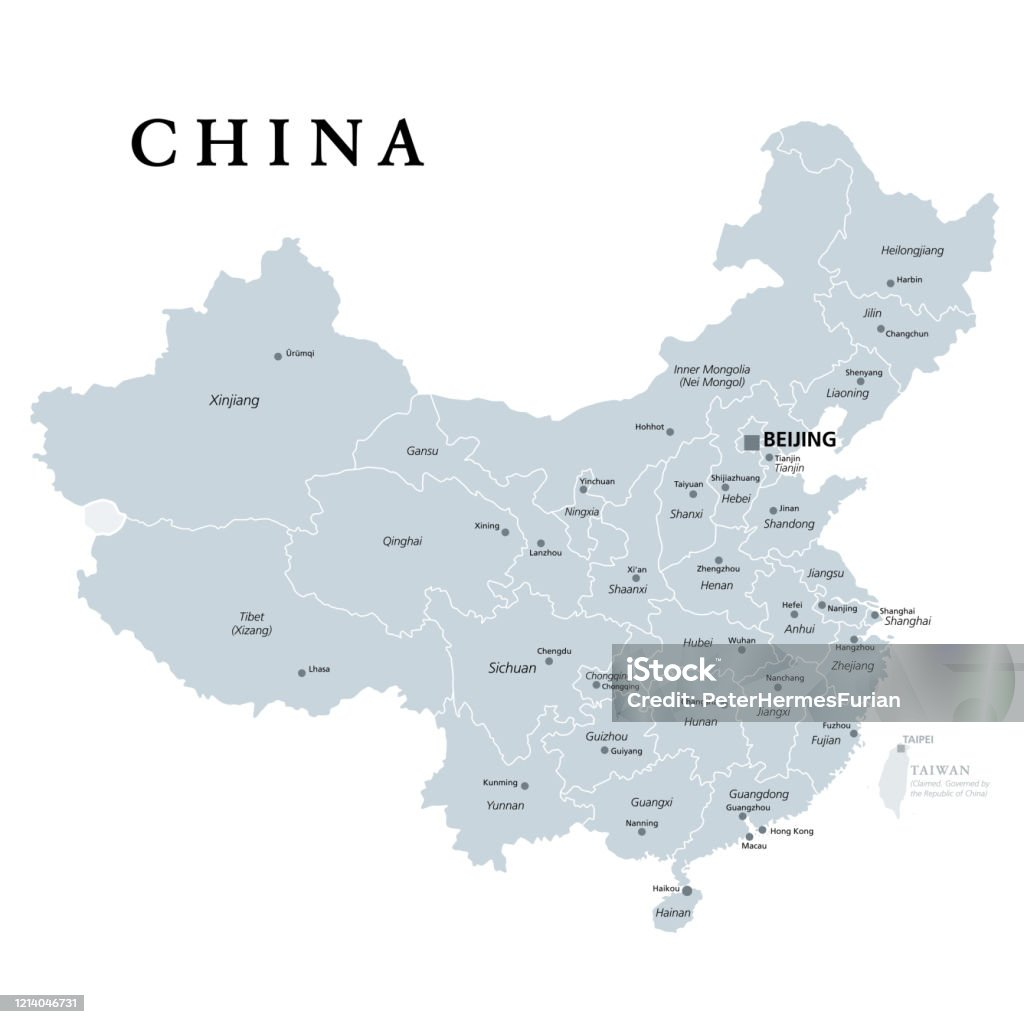 CHINA
Heilongjiang
Harbin
Jilin
Changchun
Ürümqi
Inner Mongolia
(Nei Mongol)
Shenyang
Liaoning
Xinjiang
Hohhot
BEIJING
Gansu
Tianjin
Tianjin
Yinchuan
Taiyuan
Shijiazhuang
Hebei
Ningxia
Shanxi
Jinan
Shandong
Xining
Qinghai
Lanzhou
Zhengzhou
Henan
Xi'an
Shaanxi
Jiangsu
Hefei
Nanjing
Shanghai
Shanghai
Anhui
Tibet
(Xizang)
Hubei
Wuhan
Hangzhou
Zhejiang
Chengdu
Sichuan
Lhasa
Chongqing
Chongqing
Nanchang
Jiangxi
iStock™
Credit: PeterHermesFurian
Hunan
Fuzhou
Fujian
Guizhou
Guiyang
TAIPEI
TAIWAN
(Claimed, Governed by
the Republic of China)
Kunming
Yunnan
Guangxi
Nanning
Guangdong
Guangzhou
Hong Kong
Macau
Haikou
Hainan
1214046731